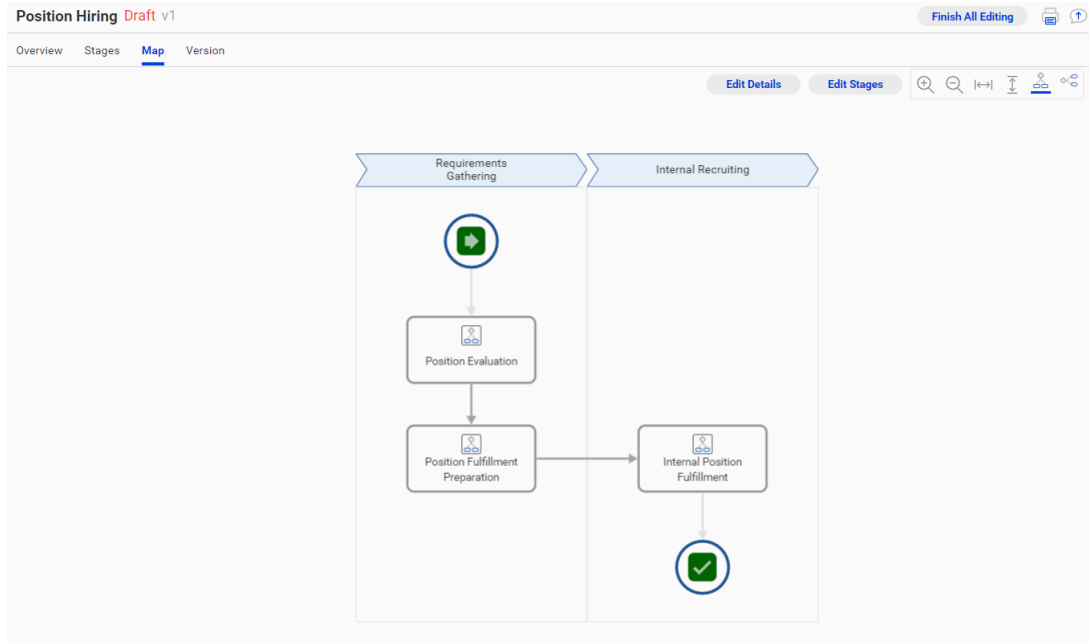 Position Hiring Draft v1
Finish All Editing
Overview Stages Map Version
Edit Details Edit Stages
Requirements
Gathering
Internal Recruiting
Position Evaluation
Position Fulfillment
Preparation
Internal Position
Fulfillment